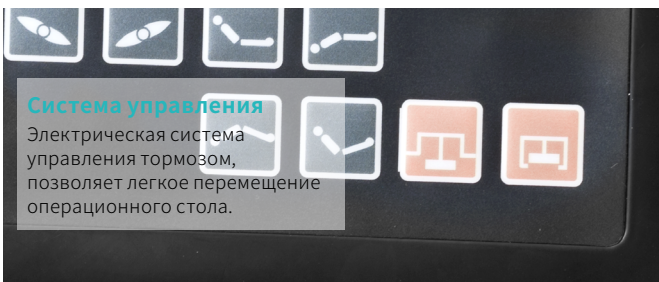 Система управления
Электрическая система
управления тормозом,
позволяет легкое перемещение
операционного стола.